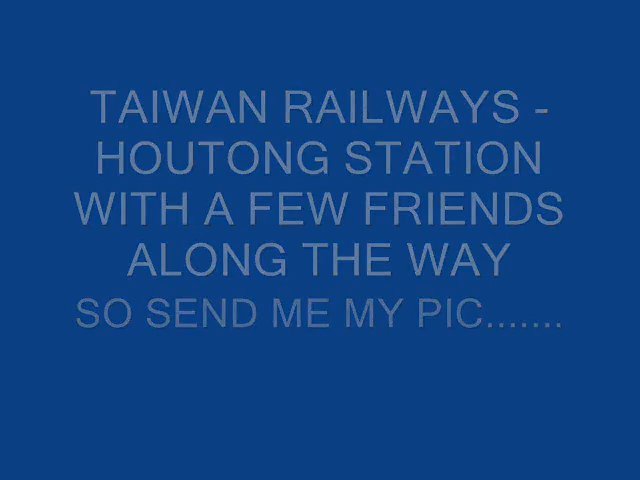 TAIWAN RAILWAYS -
HOUTONG STATION
WITH A FEW FRIENDS
ALONG THE WAY
SO SEND ME MY PIC.......